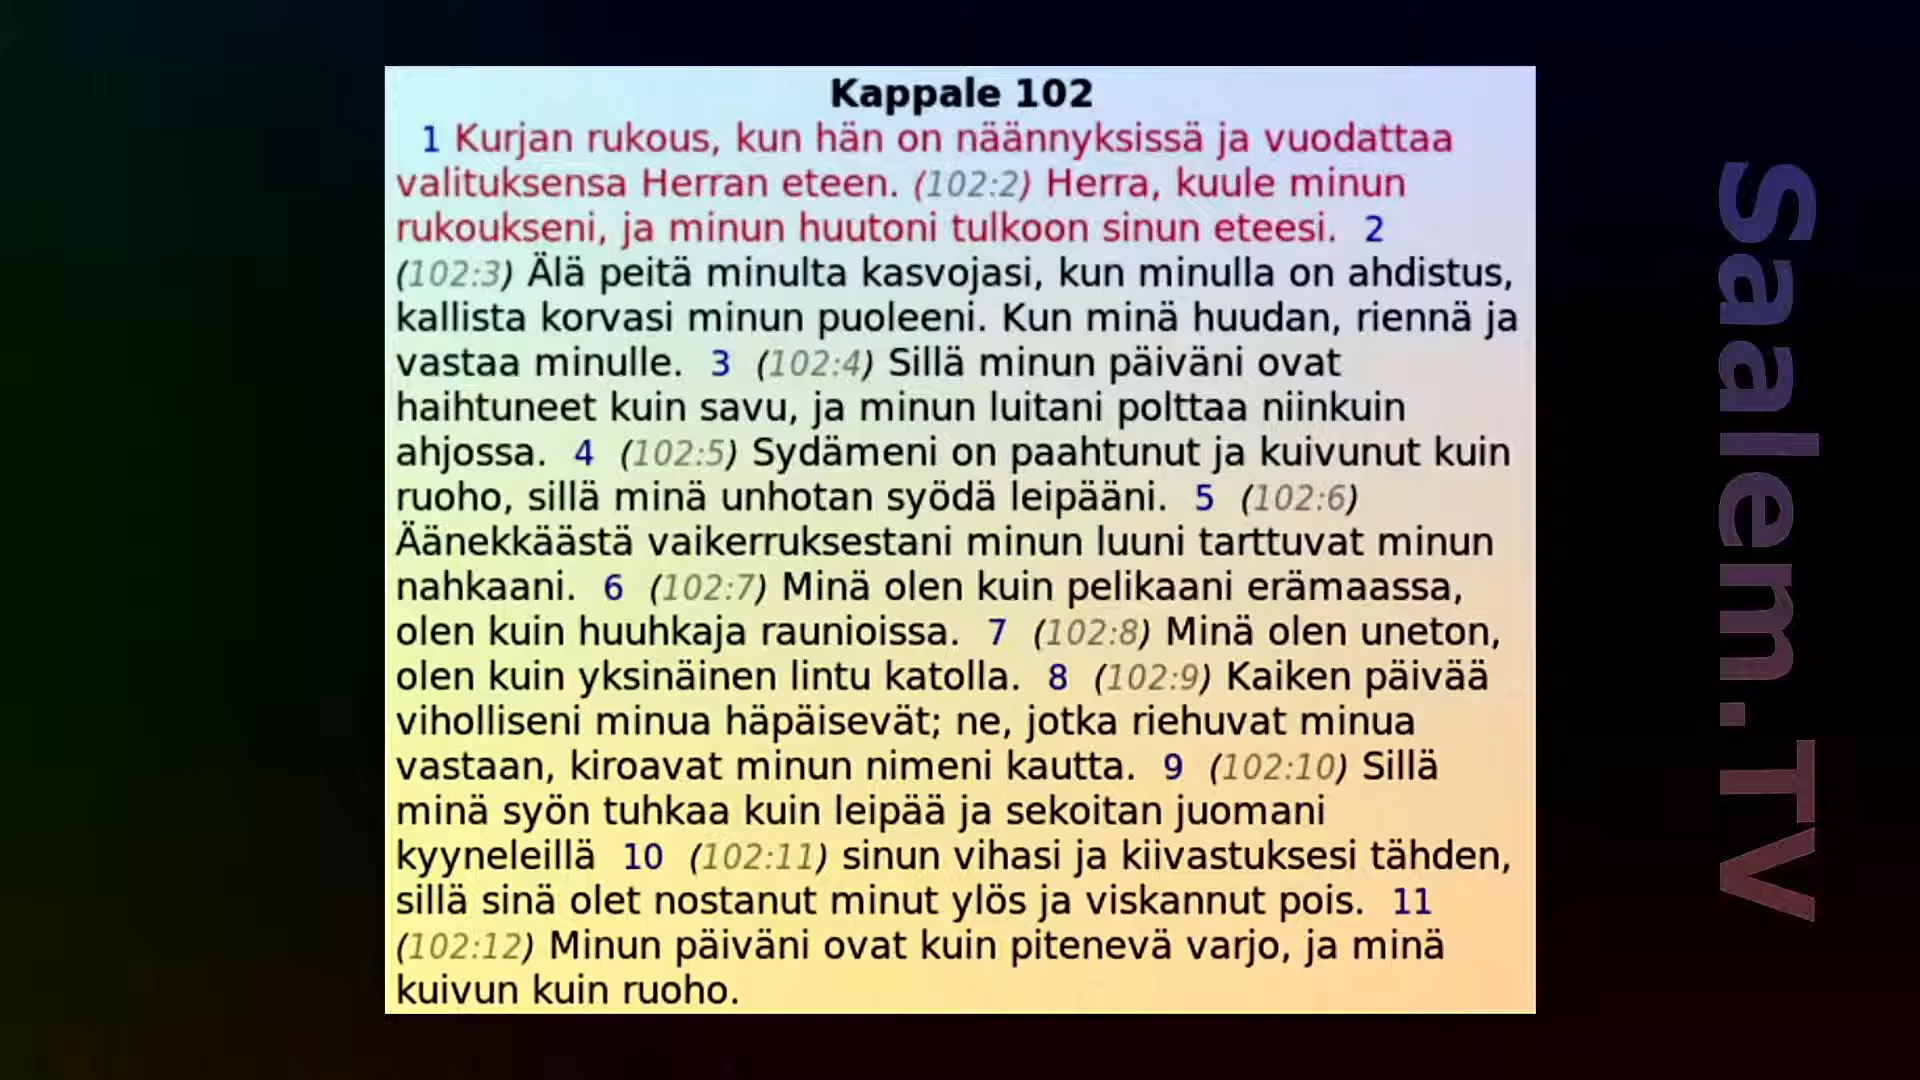 Kappale 102
1 Kurjan rukous, kun hän on näännyksissä ja vuodattaa
valituksensa Herran eteen. (102:2) Herra, kuule minun
rukoukseni, ja minun huutoni tulkoon sinun eteesi. 2
(102:3) Älä peitä minulta kasvojasi, kun minulla on ahdistus,
kallista korvasi minun puoleeni. Kun minä huudan, riennä ja
vastaa minulle. 3 (102:4) Sillä minun päiväni ovat
haihtuneet kuin savu, ja minun luitani polttaa niinkuin
ahjossa. 4 (102:5) Sydämeni on paahtunut ja kuivunut kuin
ruoho, sillä minä unhotan syödä leipääni. 5 (102:6)
Äänekkäästä vaikerruksestani minun luuni tarttuvat minun
nahkaani. 6 (102:7) Minä olen kuin pelikaani erämaassa,
olen kuin huuhkaja raunioissa. 7 (102:8) Minä olen uneton,
olen kuin yksinäinen lintu katolla. 8 (102:9) Kaiken päivää
viholliseni minua häpäisevät; ne, jotka riehuvat minua
vastaan, kiroavat minun nimeni kautta. 9 (102:10) Sillä
minä syön tuhkaa kuin leipää ja sekoitan juomani
kyyneleillä 10 (102:11) sinun vihasi ja kiivastuksesi tähden,
sillä sinä olet nostanut minut ylös ja viskannut pois. 11
(102:12) Minun päiväni ovat kuin pitenevä varjo, ja minä
kuivun kuin ruoho.
Saalem.TV